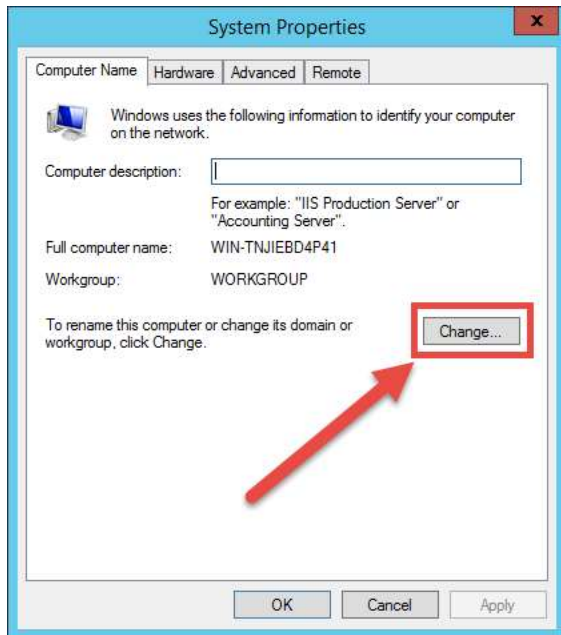 System Properties
x
Computer Name
Hardware
Advanced
Remote
Windows uses the following information to identify your computer
on the network.
Computer description:
For example: "IIS Production Server" or
"Accounting Server".
Full computer name: WIN-TNJIEBD4P41
Workgroup: WORKGROUP
To rename this computer or change its domain or
workgroup, click Change.
Change...
OK
Cancel
Apply